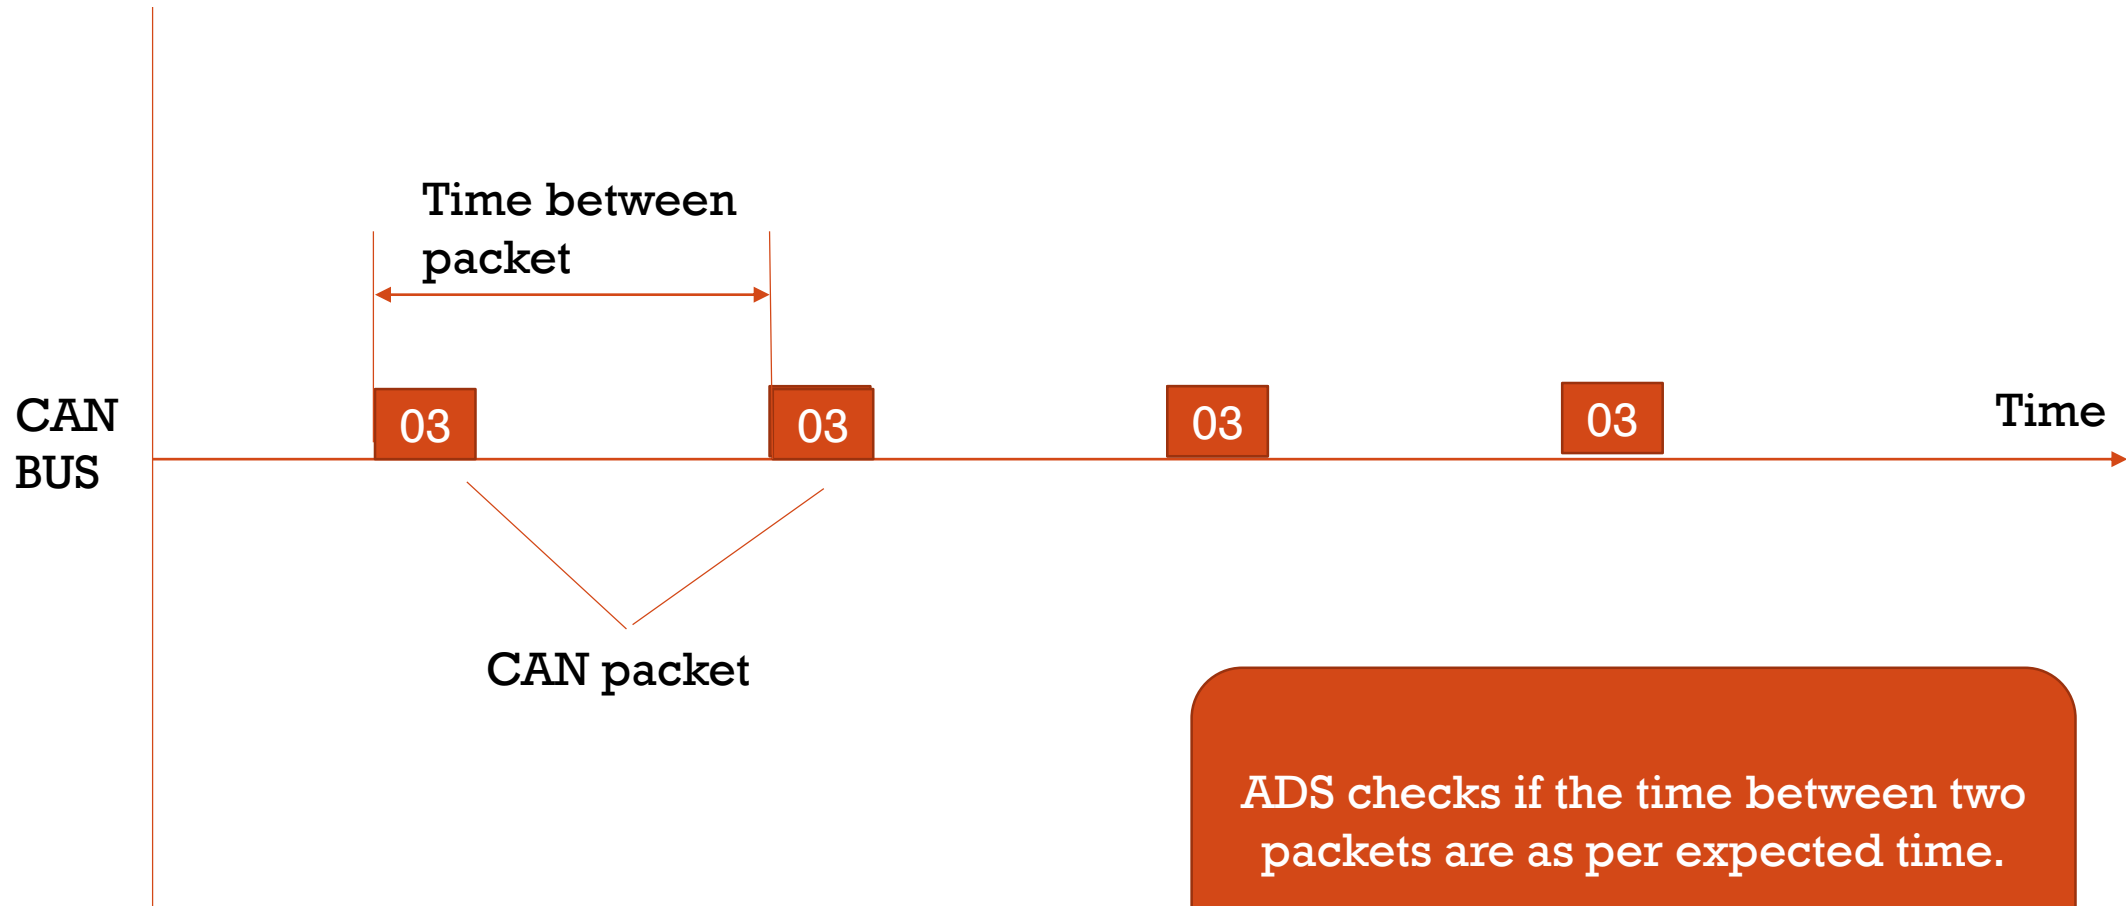 Time between
packet
CAN
BUS
03
03
03
03
Time
CAN packet
ADS checks if the time between two
packets are as per expected time.